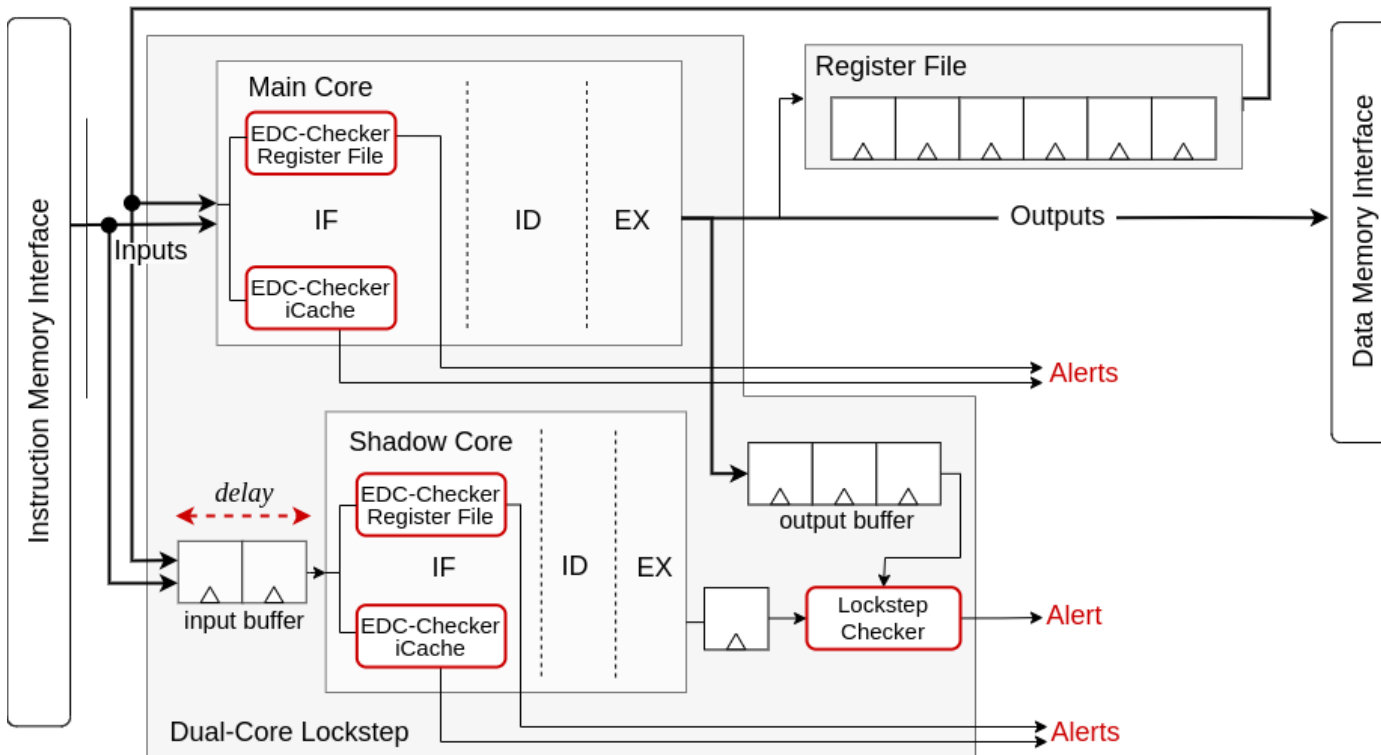 Instruction Memory Interface
Main Core
EDC-Checker
Register File
IF
ID
EX
EDC-Checker
iCache
Inputs
Register File
Outputs
Data Memory Interface
Alerts
Shadow Core
EDC-Checker
Register File
IF
ID
EX
EDC-Checker
iCache
delay
input buffer
output buffer
Lockstep
Checker
Alert
Dual-Core Lockstep
Alerts